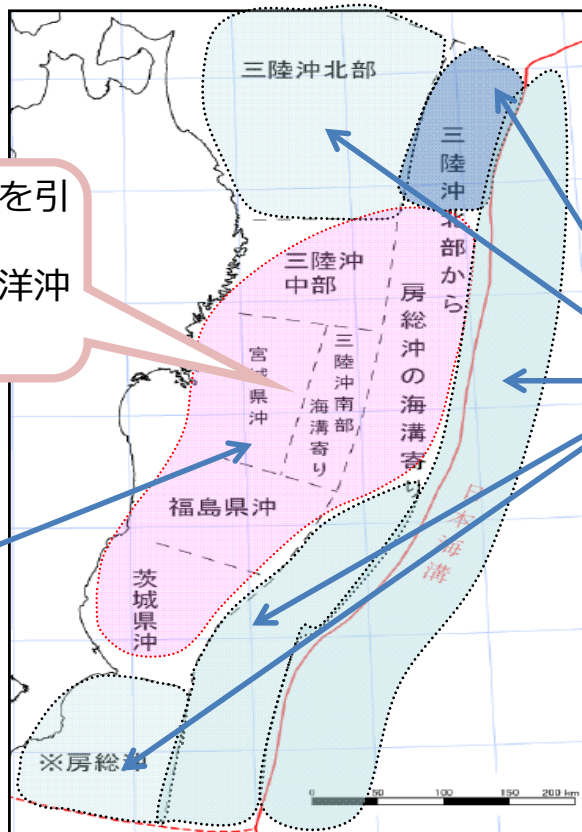 三陸沖北部
三陸沖北部から
房総沖の海溝寄り
を引
洋沖
三陸沖
中部
宮城県沖
三陸沖南部
海溝寄り
福島県沖
茨城県沖
日本海溝
※房総沖
0 50 100 150 200 km